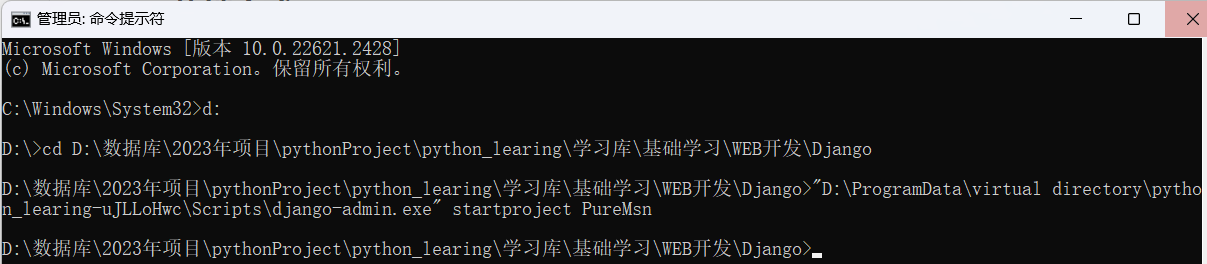 管理员: 命令提示符
Microsoft Windows [版本 10.0.22621.2428]
(c) Microsoft Corporation。保留所有权利。
C:\Windows\System32>d:
D:\>cd D:\数据库\2023年项目\pythonProject\python_learing\学习库\基础学习\WEB开发\Django
D:\数据库\2023年项目\pythonProject\python_learing\学习库\基础学习\WEB开发\Django>"D:\ProgramData\virtual directory\pytho
n_learing-uJLLoHwc\Scripts\django-admin.exe" startproject PureMsn
D:\数据库\2023年项目\pythonProject\python_learing\学习库\基础学习\WEB开发\Django>